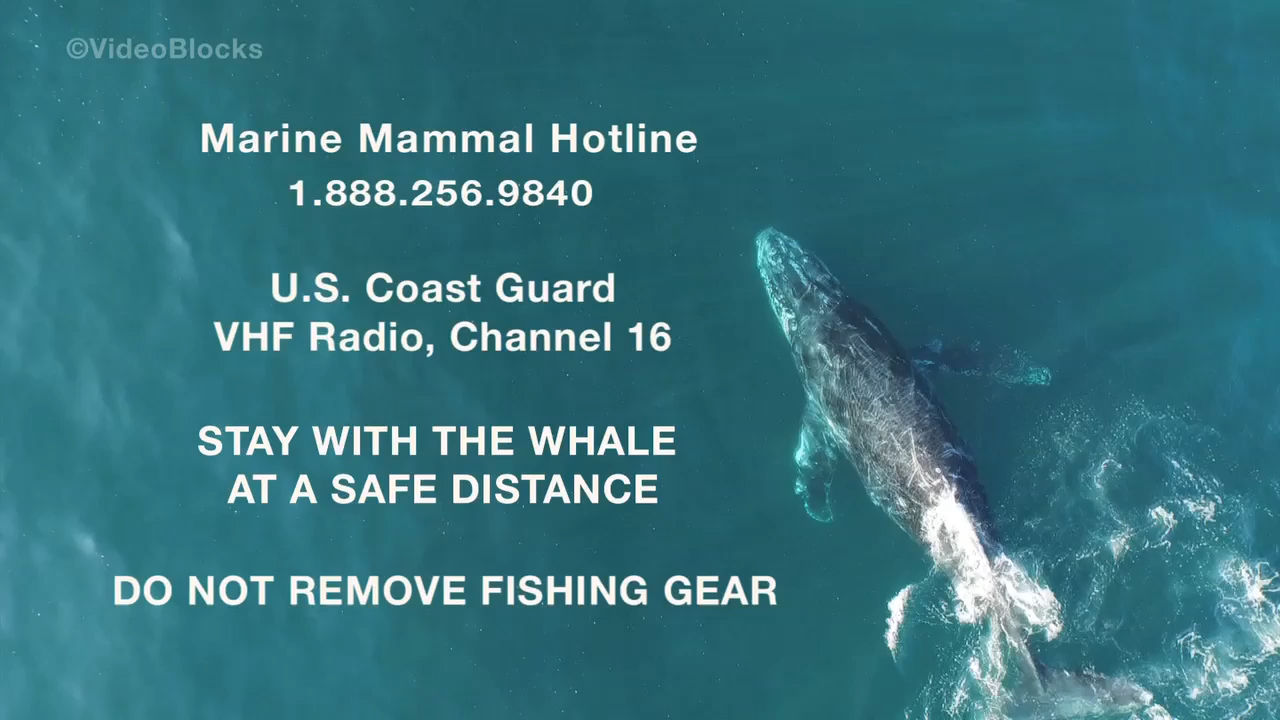 ©VideoBlocks
Marine Mammal Hotline
1.888.256.9840
U.S. Coast Guard
VHF Radio, Channel 16
STAY WITH THE WHALE
AT A SAFE DISTANCE
DO NOT REMOVE FISHING GEAR